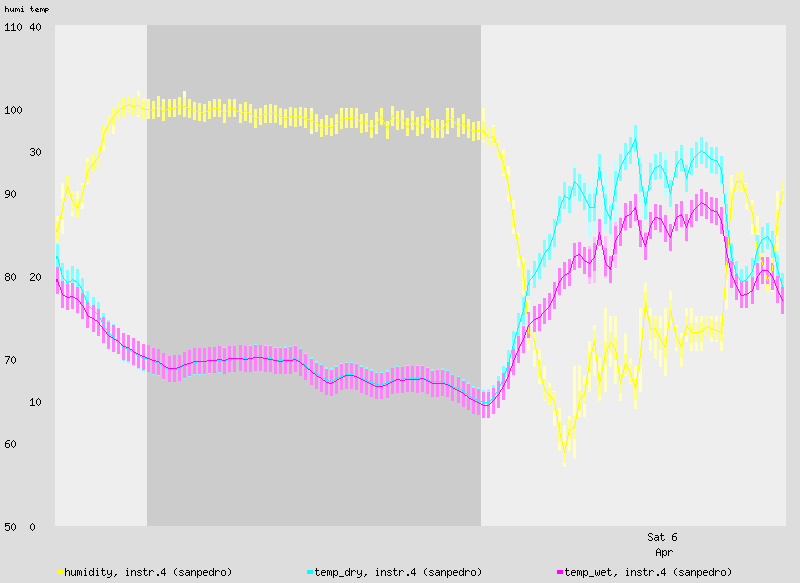 humi temp
110 40
100
30
90
80 20
70
10
60
50 0
Sat 6
Apr
humidity, instr.4 (sanpedro) temp_dry, instr.4 (sanpedro) temp_wet, instr.4 (sanpedro)